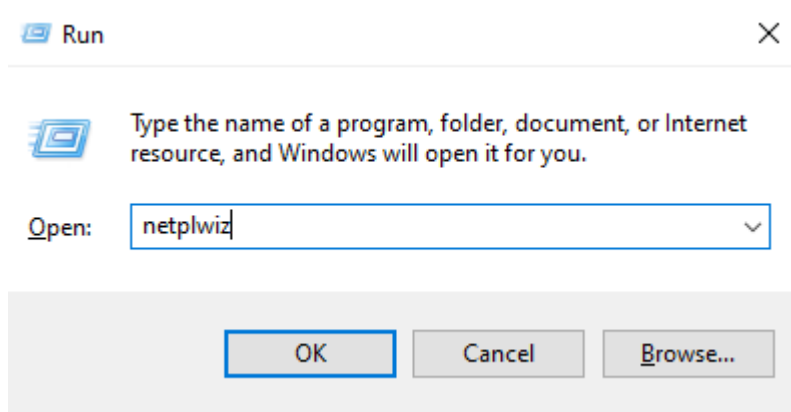 Run
Type the name of a program, folder, document, or Internet
resource, and Windows will open it for you.
Open: netplwiz
OK Cancel Browse...